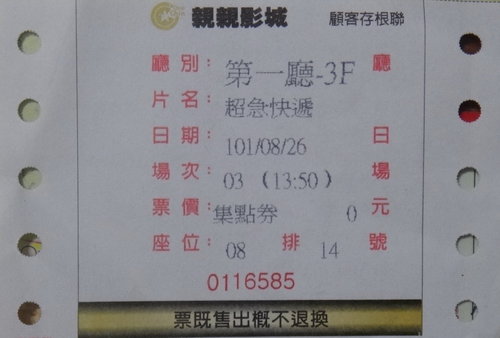 親親影城 顧客存根聯
廳別：第一廳-3F 廳
片名：超急快遞
日期：101/08/26 日
場次：03 (13:50) 場
票價：集點券 0 元
座位：08 排 14 號
0116585
票既售出概不退換